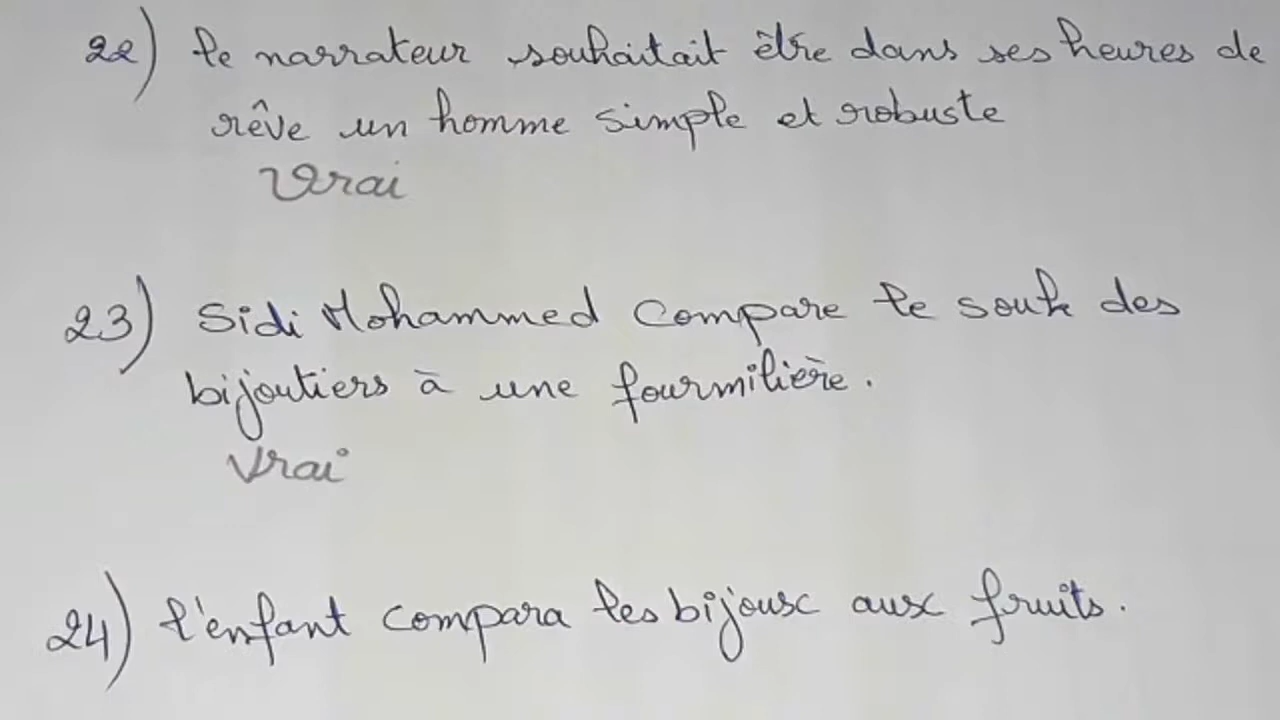 22) Le narrateur souhaitait être dans ses heures de
rêve un homme simple et robuste
Vrai
23) Sidi Mohammed compare le souk des
bijoutiers à une fourmilière.
Vrai
24) l'enfant compara les bijoux aux fruits.